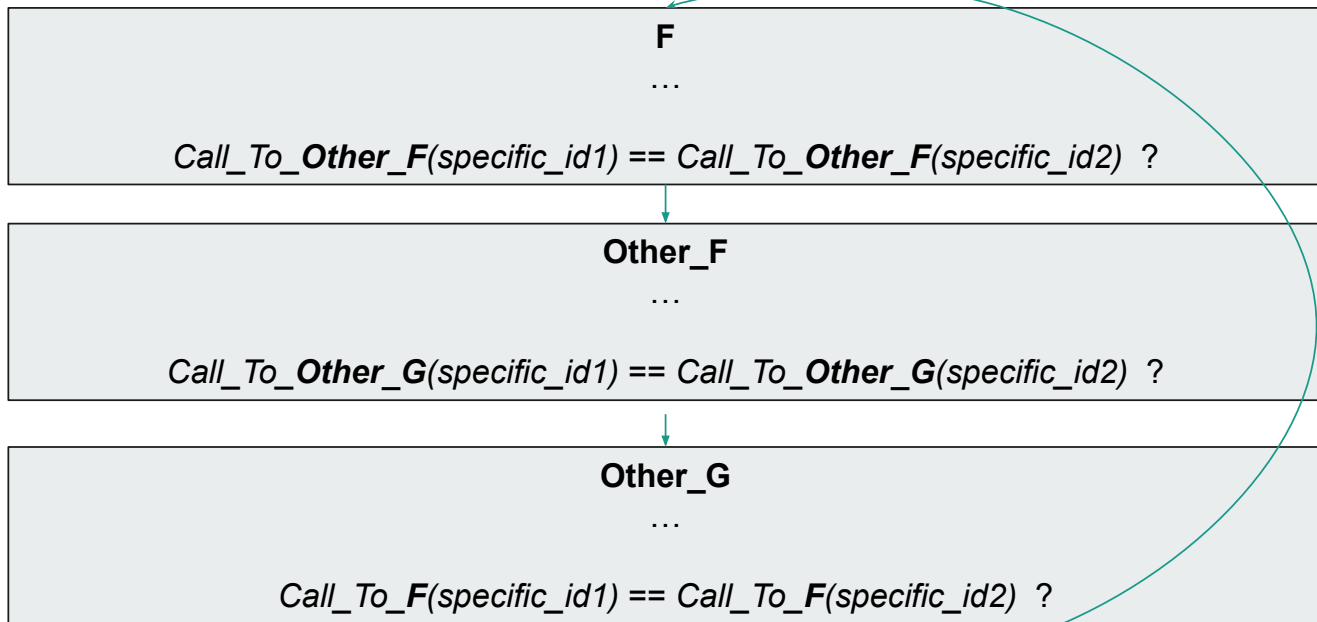 F
…
Call_To_Other_F(specific_id1) == Call_To_Other_F(specific_id2) ?
Other_F
…
Call_To_Other_G(specific_id1) == Call_To_Other_G(specific_id2) ?
Other_G
…
Call_To_F(specific_id1) == Call_To_F(specific_id2) ?